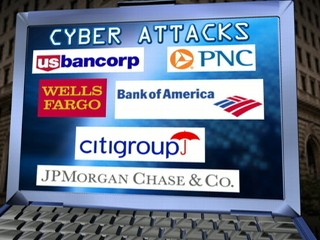 CYBER ATTACKS
usbancorp
PNC
WELLS
FARGO
Bank of America
citigroup
JPMORGAN CHASE & CO.